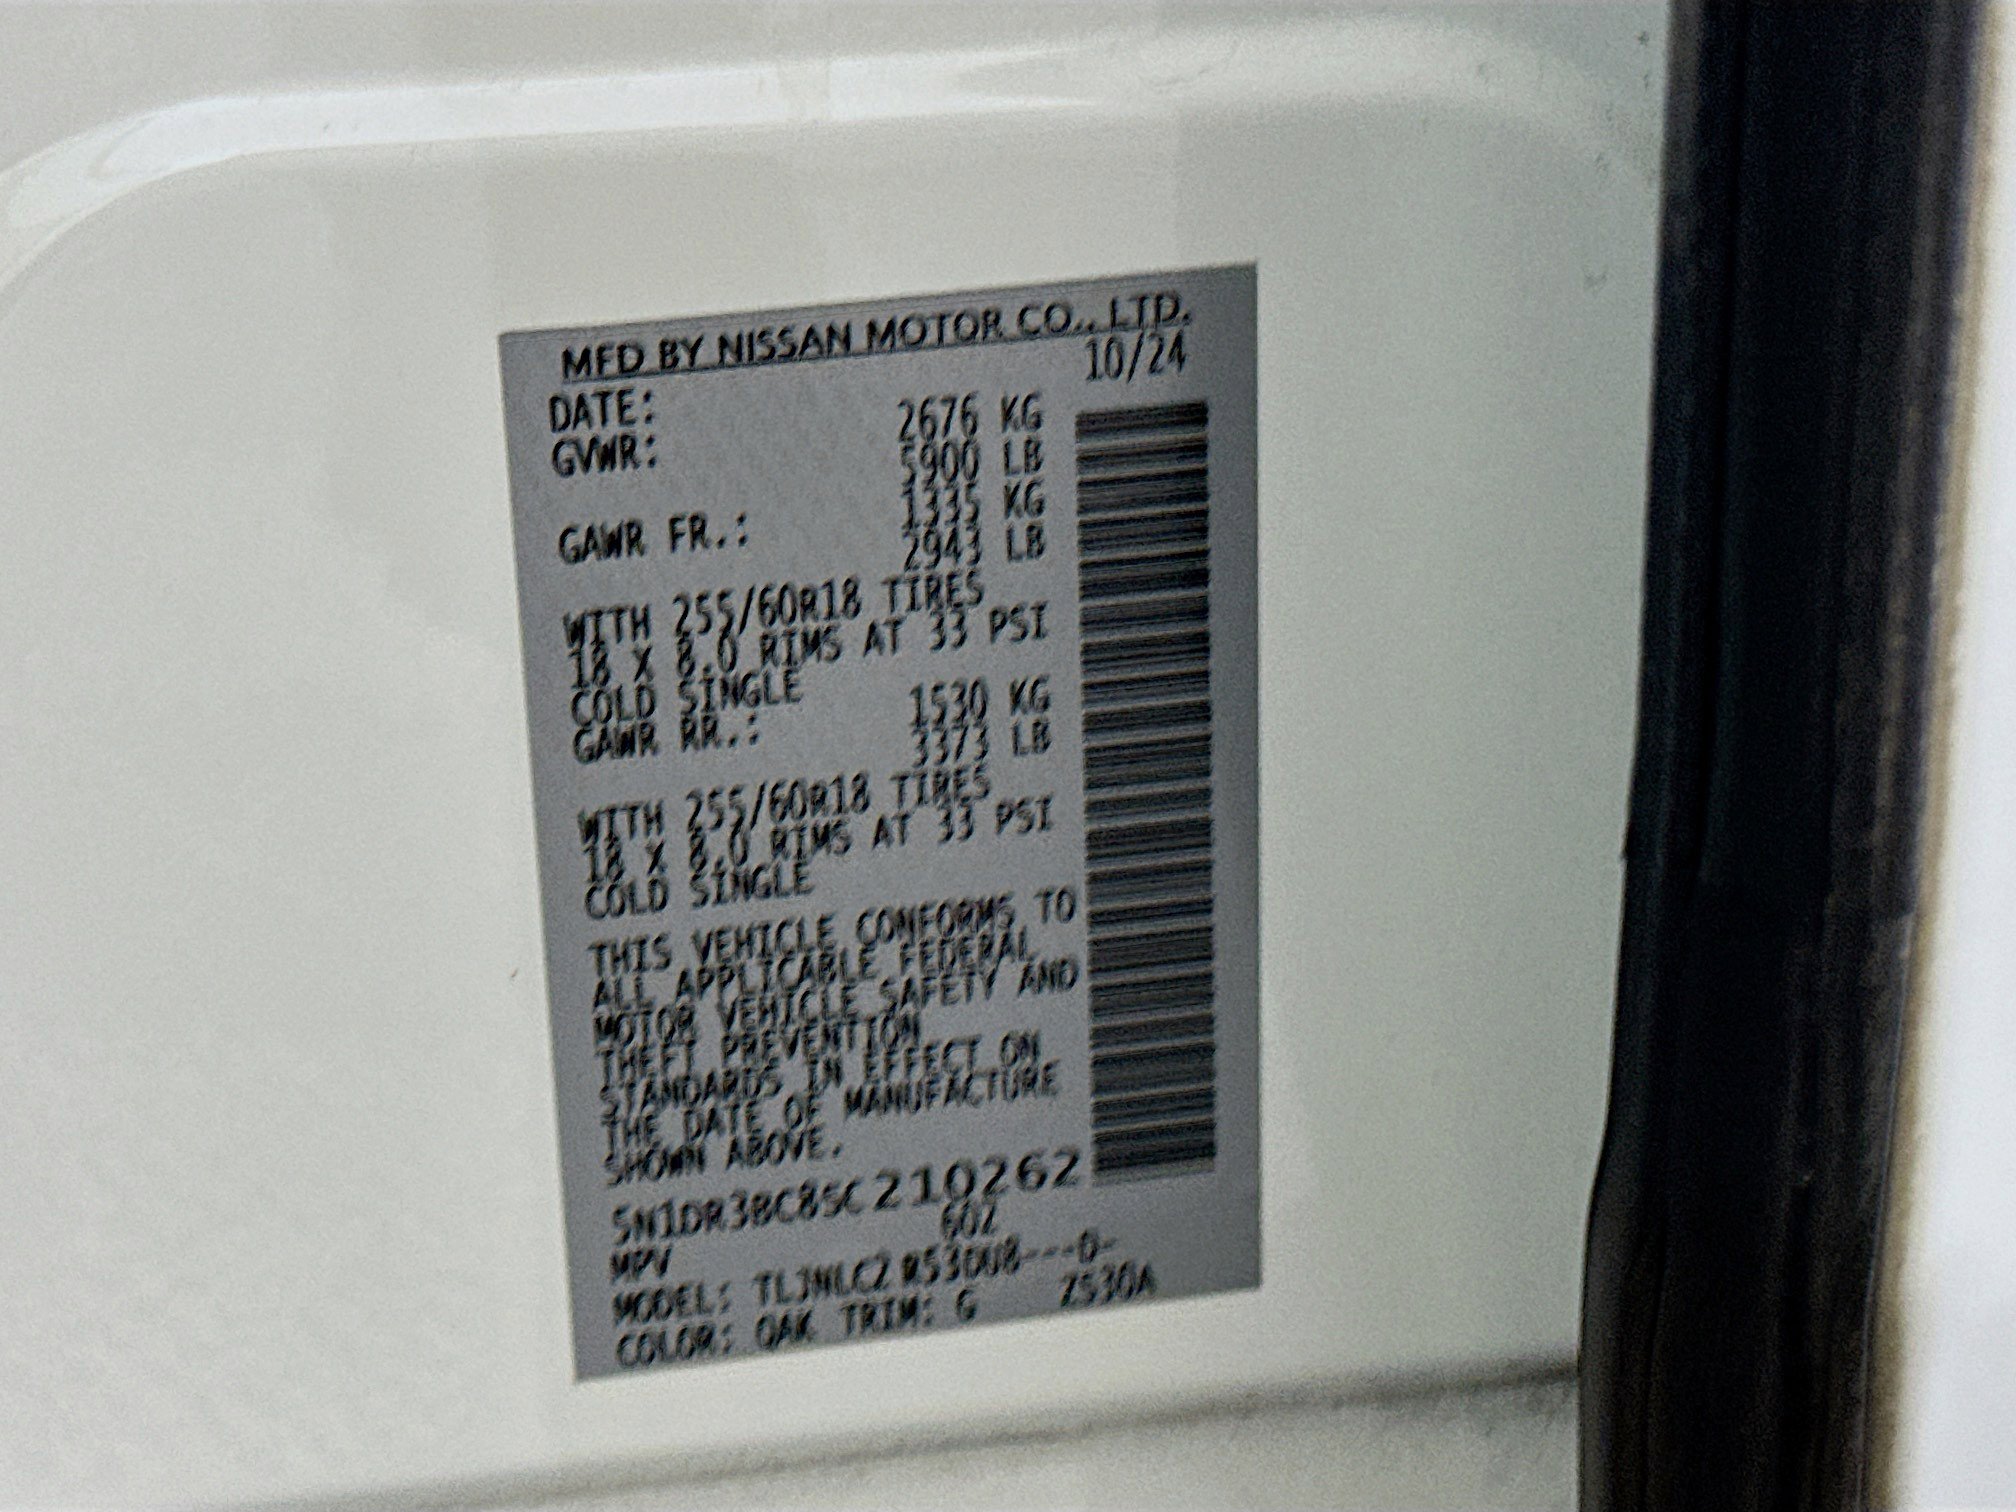 MFD BY NISSAN MOTOR CO., LTD.
DATE: 10/24
GVWR: 2676 KG
5900 LB
GAWR FR.: 1335 KG
2943 LB
WITH 255/60R18 TIRES
18 X 8.0 RIMS AT 33 PSI
COLD SINGLE
GAWR RR.: 1530 KG
3373 LB
WITH 255/60R18 TIRES
18 X 8.0 RIMS AT 33 PSI
COLD SINGLE
THIS VEHICLE CONFORMS TO
ALL APPLICABLE FEDERAL
MOTOR VEHICLE SAFETY AND
THEFT PREVENTION
STANDARDS IN EFFECT ON
THE DATE OF MANUFACTURE
SHOWN ABOVE.
5N1DR3BC8SC210262
MPV 602
MODEL: TLJNLCZ R53DU8---D-
COLOR: QAK TRIM: G ZS30A